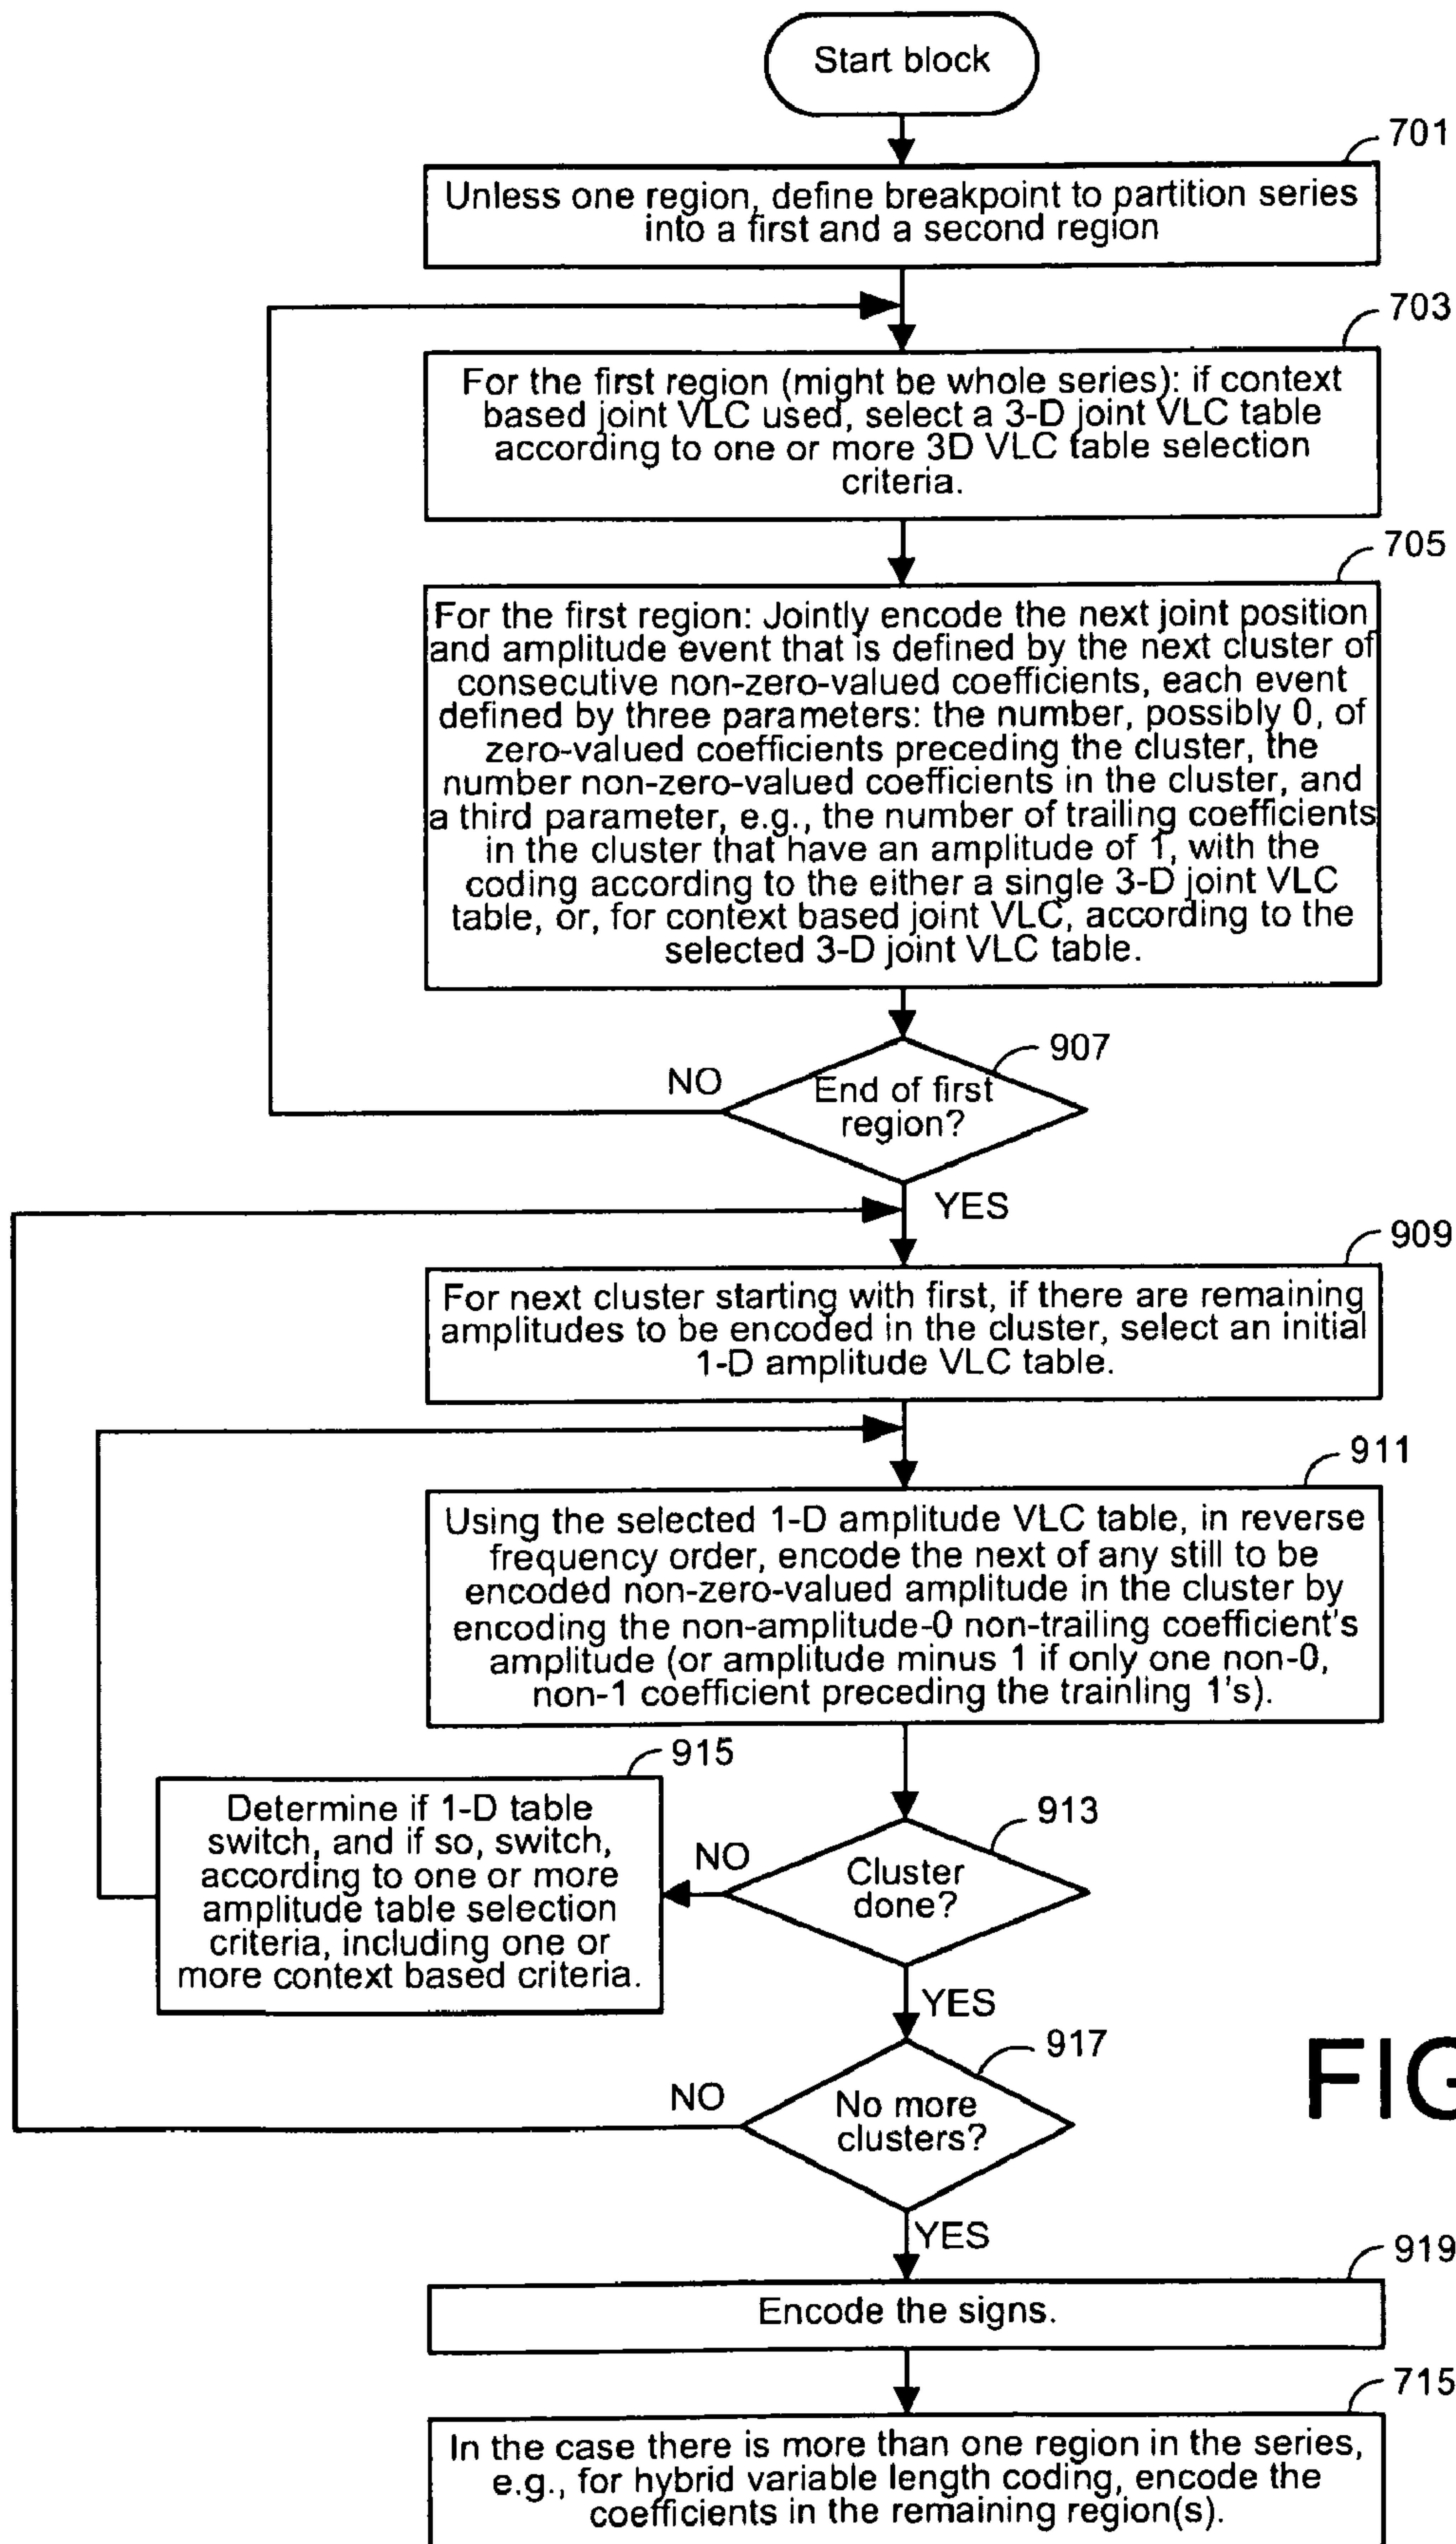 Start block
701
Unless one region, define breakpoint to partition series
into a first and a second region
703
For the first region (might be whole series): if context
based joint VLC used, select a 3-D joint VLC table
according to one or more 3D VLC table selection
criteria.
705
For the first region: Jointly encode the next joint position
and amplitude event that is defined by the next cluster of
consecutive non-zero-valued coefficients, each event
defined by three parameters: the number, possibly 0, of
zero-valued coefficients preceding the cluster, the
number non-zero-valued coefficients in the cluster, and
a third parameter, e.g., the number of trailing coefficients
in the cluster that have an amplitude of 1, with the
coding according to the either a single 3-D joint VLC
table, or, for context based joint VLC, according to the
selected 3-D joint VLC table.
907
NO
End of first
region?
YES
909
For next cluster starting with first, if there are remaining
amplitudes to be encoded in the cluster, select an initial
1-D amplitude VLC table.
911
Using the selected 1-D amplitude VLC table, in reverse
frequency order, encode the next of any still to be
encoded non-zero-valued amplitude in the cluster by
encoding the non-amplitude-0 non-trailing coefficient's
amplitude (or amplitude minus 1 if only one non-0,
non-1 coefficient preceding the trainling 1's).
915
Determine if 1-D table
switch, and if so, switch,
according to one or more
amplitude table selection
criteria, including one or
more context based criteria.
913
NO
Cluster
done?
YES
917
NO
No more
clusters?
FIG
YES
919
Encode the signs.
715
In the case there is more than one region in the series,
e.g., for hybrid variable length coding, encode the
coefficients in the remaining region(s).